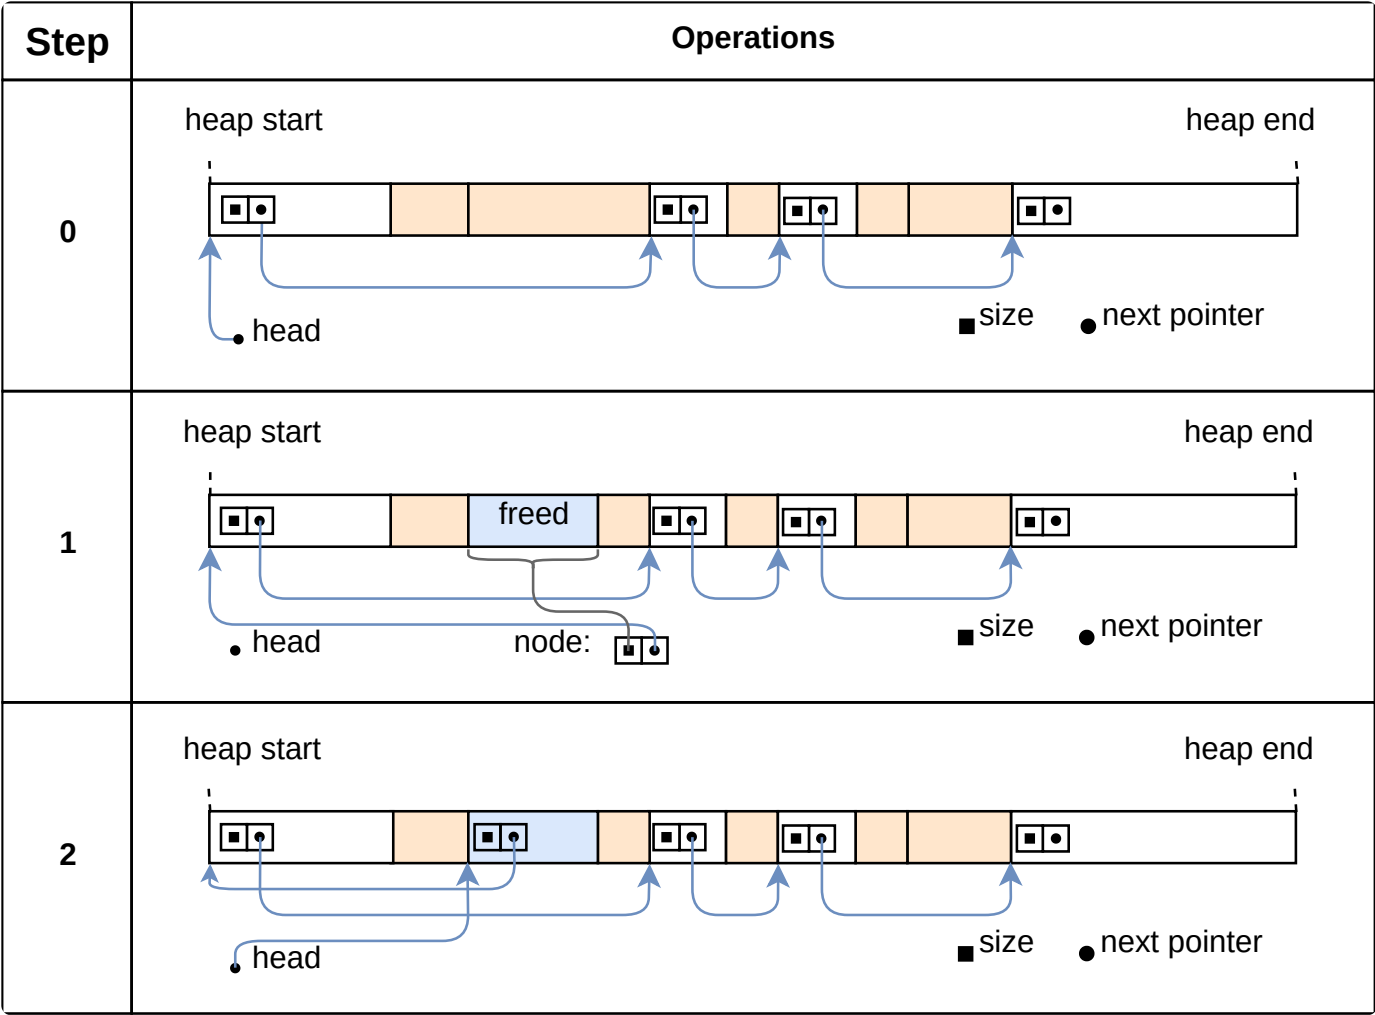 Step Operations
heap start heap end
0
head size next pointer
heap start heap end
freed
1
head node: size next pointer
heap start heap end
2
head size next pointer